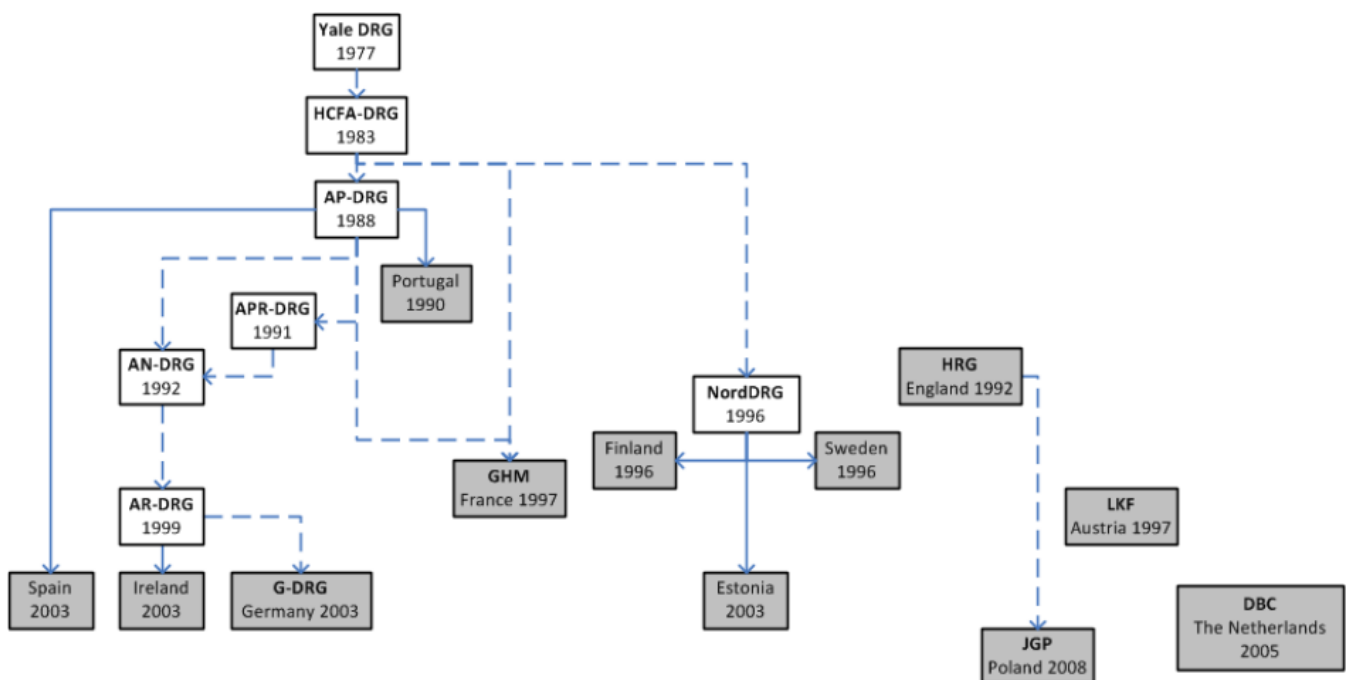 Yale DRG
1977
HCFA-DRG
1983
AP-DRG
1988
Portugal
1990
APR-DRG
1991
AN-DRG
1992
HRG
England 1992
NordDRG
1996
Finland
1996
Sweden
1996
GHM
France 1997
AR-DRG
1999
LKF
Austria 1997
Spain
2003
Ireland
2003
G-DRG
Germany 2003
Estonia
2003
DBC
The Netherlands
2005
JGP
Poland 2008